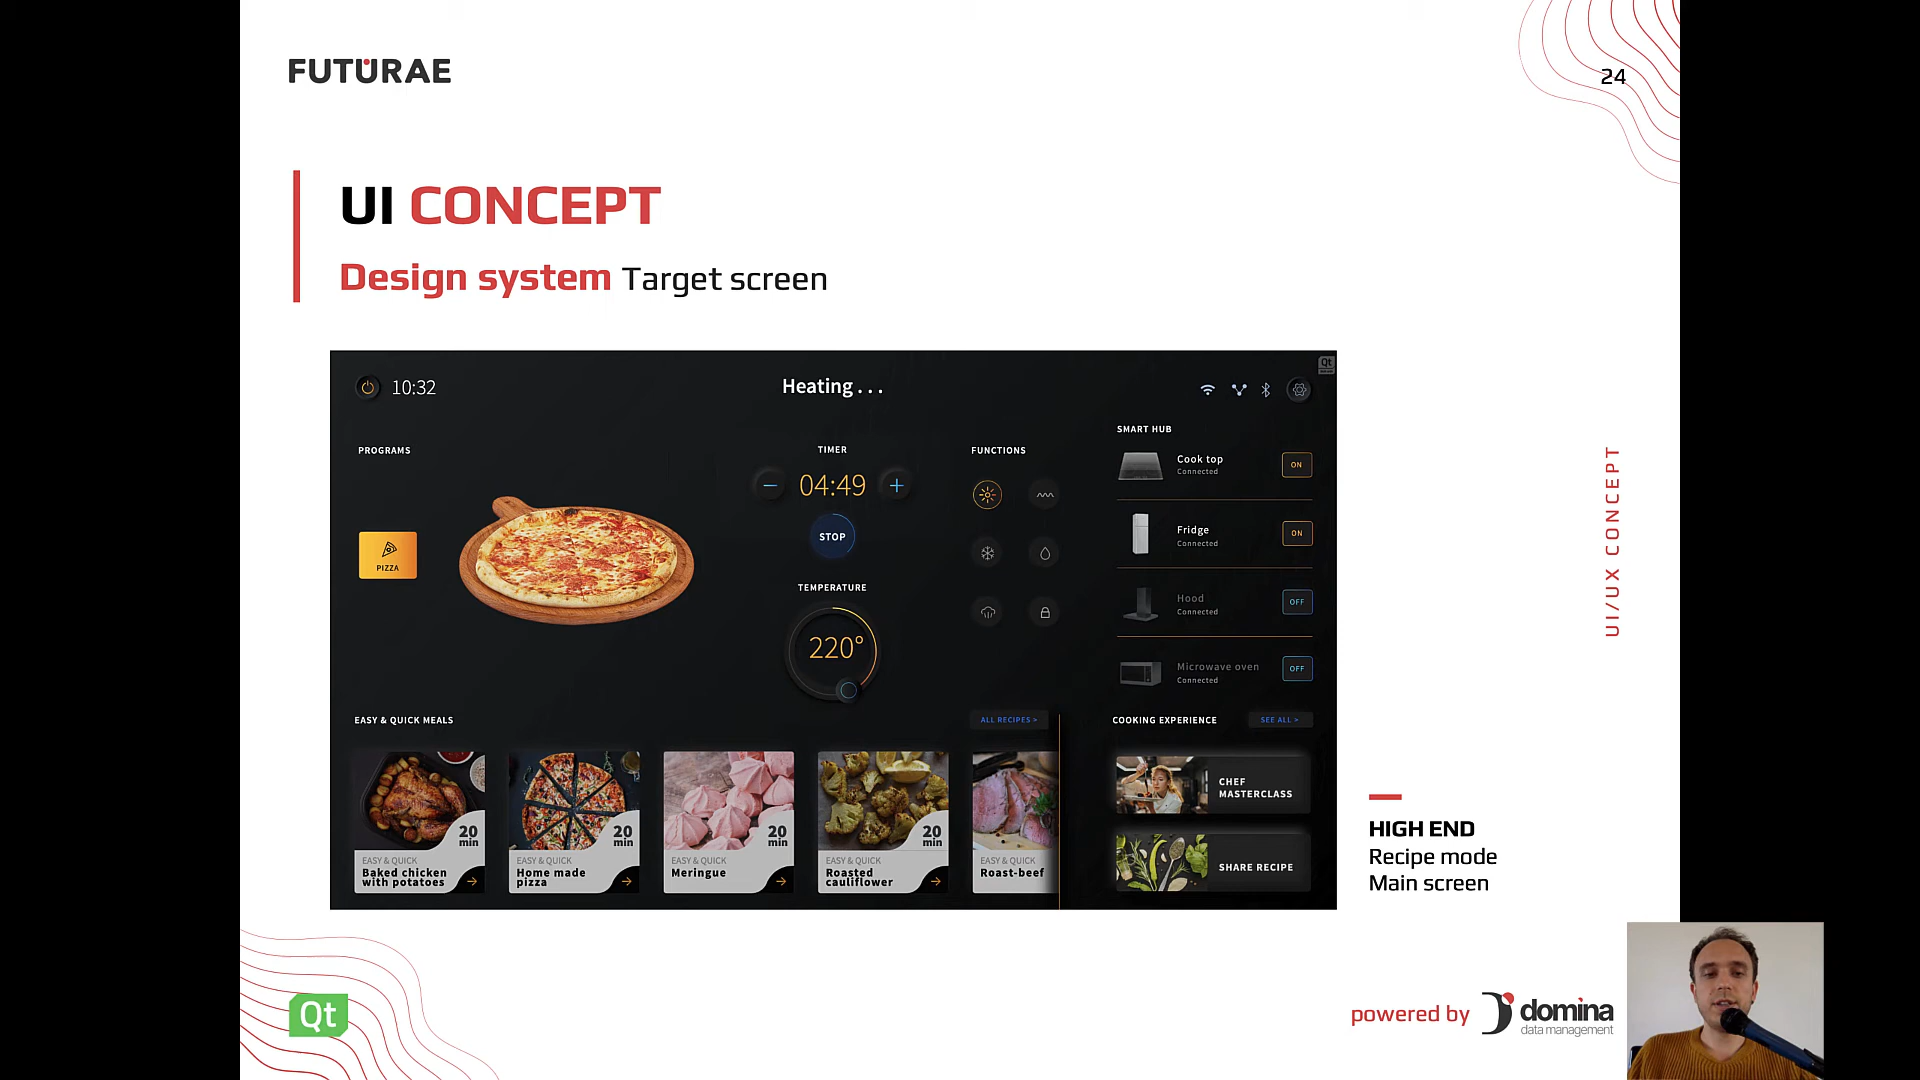 FUTURAE
24
UI CONCEPT
Design system Target screen
Qt
10:32
Heating . . .
PROGRAMS
PIZZA
TIMER
− 04:49 +
STOP
TEMPERATURE
220°
FUNCTIONS
SMART HUB
Cook top
Connected
ON
Fridge
Connected
ON
Hood
Connected
OFF
Microwave oven
Connected
OFF
EASY & QUICK MEALS
ALL RECIPES >
20
min
EASY & QUICK
Baked chicken
with potatoes
20
min
EASY & QUICK
Home made
pizza
20
min
EASY & QUICK
Meringue
20
min
EASY & QUICK
Roasted
cauliflower
EASY & QUICK
Roast-beef
COOKING EXPERIENCE
SEE ALL >
CHEF
MASTERCLASS
SHARE RECIPE
UI/UX CONCEPT
HIGH END
Recipe mode
Main screen
Qt
powered by
domina
data management